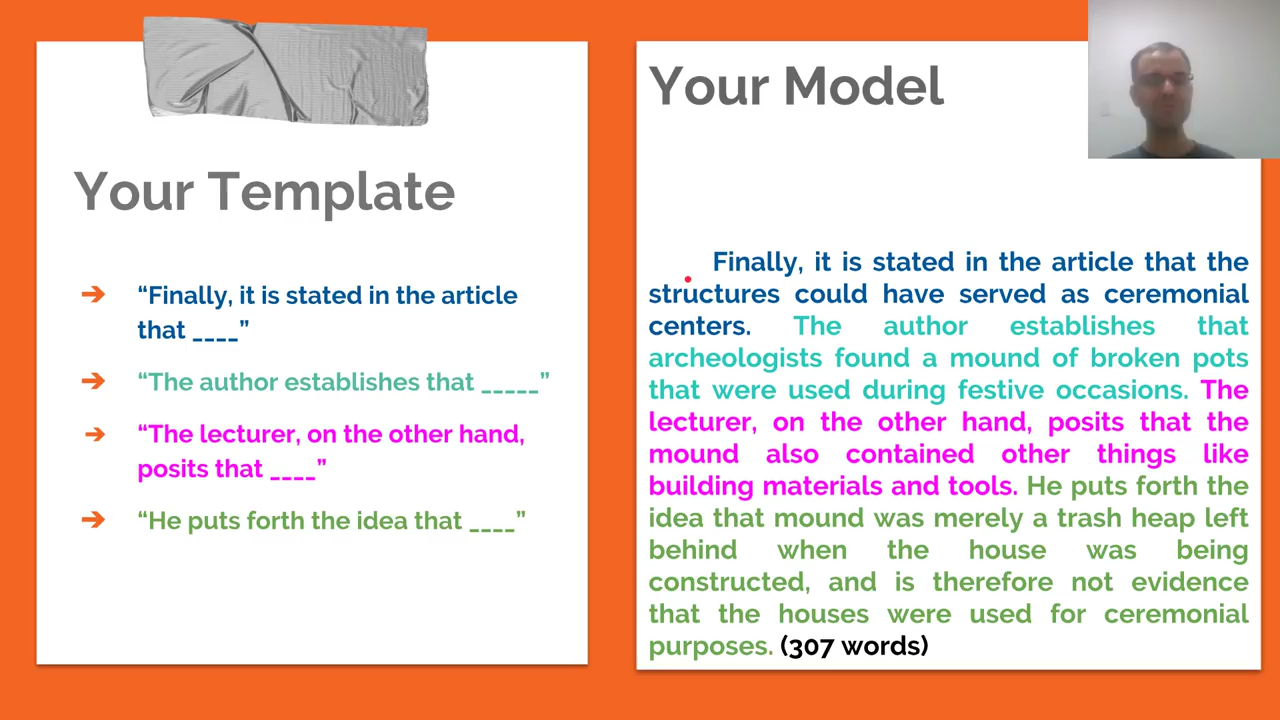 Your Template
➔ “Finally, it is stated in the article
that ____”
➔ “The author establishes that _____”
➔ “The lecturer, on the other hand,
posits that ____”
➔ “He puts forth the idea that ____”
Your Model
Finally, it is stated in the article that the
structures could have served as ceremonial
centers. The author establishes that
archeologists found a mound of broken pots
that were used during festive occasions. The
lecturer, on the other hand, posits that the
mound also contained other things like
building materials and tools. He puts forth the
idea that mound was merely a trash heap left
behind when the house was being
constructed, and is therefore not evidence
that the houses were used for ceremonial
purposes. (307 words)